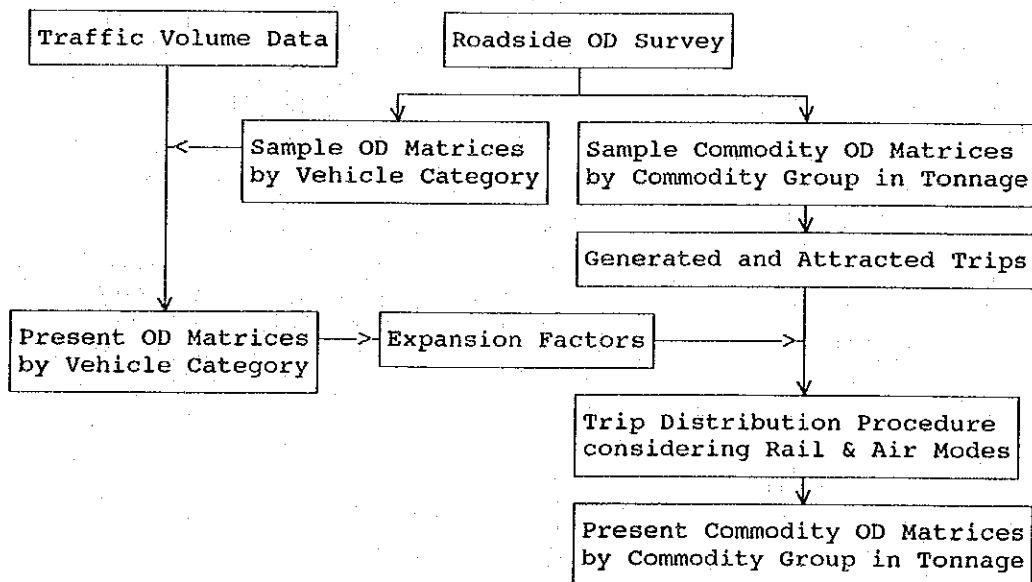 Traffic Volume Data
Roadside OD Survey
Sample OD Matrices
by Vehicle Category
Sample Commodity OD Matrices
by Commodity Group in Tonnage
Generated and Attracted Trips
Present OD Matrices
by Vehicle Category
Expansion Factors
Trip Distribution Procedure
considering Rail & Air Modes
Present Commodity OD Matrices
by Commodity Group in Tonnage